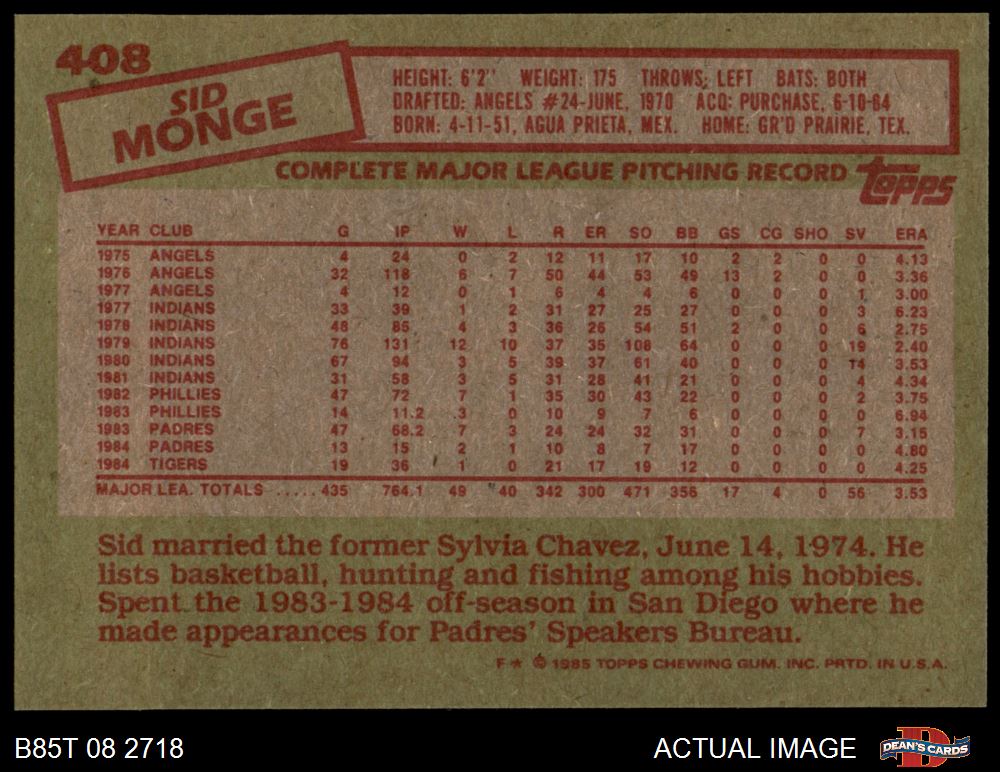 408
SID
MONGE
HEIGHT: 6'2" WEIGHT: 175 THROWS: LEFT BATS: BOTH
DRAFTED: ANGELS #24-JUNE, 1970 ACQ: PURCHASE, 6-10-84
BORN: 4-11-51, AGUA PRIETA, MEX. HOME: GR'D PRAIRIE, TEX.
COMPLETE MAJOR LEAGUE PITCHING RECORD topps
YEAR CLUB G IP W L R ER SO BB GS CG SHO SV ERA
1975 ANGELS 4 24 0 2 12 11 17 10 2 2 0 0 4.13
1976 ANGELS 32 118 6 7 50 44 53 49 13 2 0 0 3.36
1977 ANGELS 4 12 0 1 6 4 4 6 0 0 0 1 3.00
1977 INDIANS 33 39 1 2 31 27 25 27 0 0 0 3 6.23
1978 INDIANS 48 85 4 3 36 26 54 51 2 0 0 6 2.75
1979 INDIANS 76 131 12 10 37 35 108 64 0 0 0 19 2.40
1980 INDIANS 67 94 3 5 39 37 61 40 0 0 0 14 3.53
1981 INDIANS 31 58 3 5 31 28 41 21 0 0 0 4 4.34
1982 PHILLIES 47 72 7 1 35 30 43 22 0 0 0 2 3.75
1983 PHILLIES 14 11.2 3 0 10 9 7 6 0 0 0 0 6.94
1983 PADRES 47 68.2 7 3 24 24 32 31 0 0 0 7 3.15
1984 PADRES 13 15 2 1 10 8 7 17 0 0 0 0 4.80
1984 TIGERS 19 36 1 0 21 17 19 12 0 0 0 0 4.25
MAJOR LEA. TOTALS ..... 435 764.1 49 40 342 300 471 356 17 4 0 56 3.53
Sid married the former Sylvia Chavez, June 14, 1974. He
lists basketball, hunting and fishing among his hobbies.
Spent the 1983-1984 off-season in San Diego where he
made appearances for Padres' Speakers Bureau.
F★ © 1985 TOPPS CHEWING GUM, INC. PRTD. IN U.S.A.
B85T 08 2718 ACTUAL IMAGE D DEAN'S CARDS